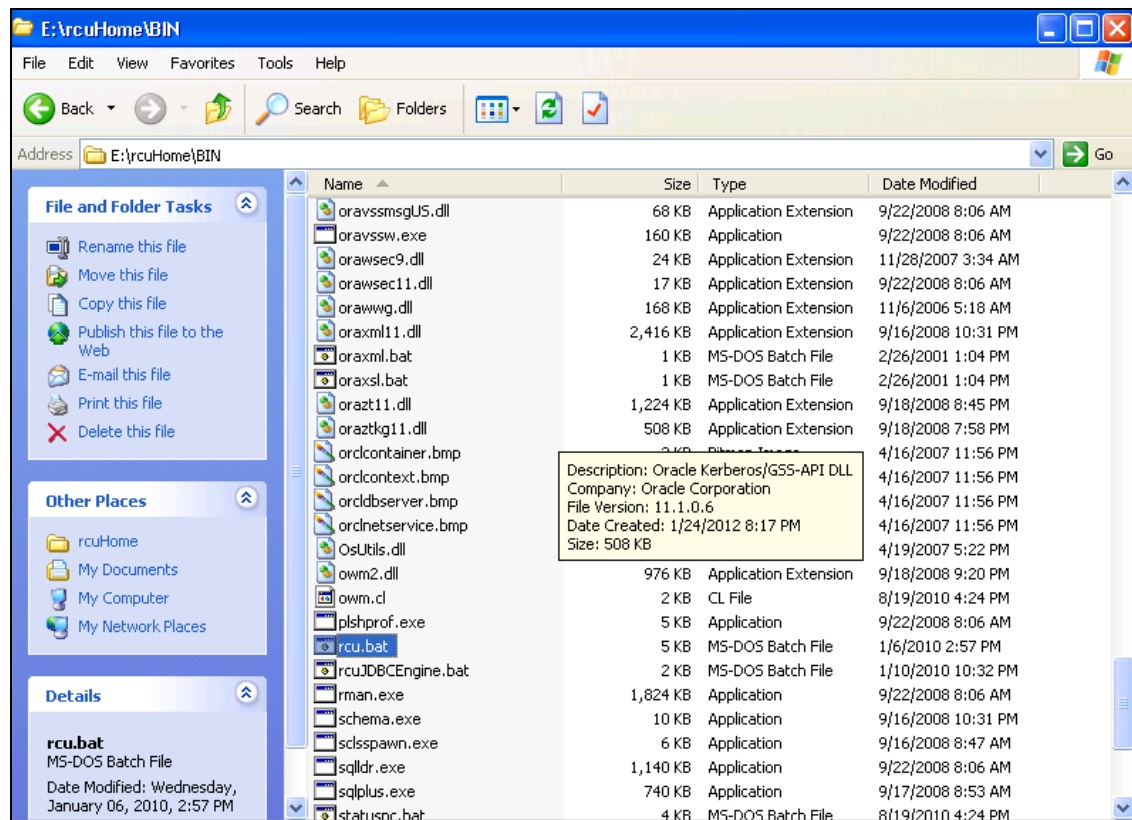 E:\rcuHome\BIN
File Edit View Favorites Tools Help
Back Search Folders
Address E:\rcuHome\BIN Go
File and Folder Tasks
Rename this file
Move this file
Copy this file
Publish this file to the
Web
E-mail this file
Print this file
Delete this file
Other Places
rcuHome
My Documents
My Computer
My Network Places
Details
rcu.bat
MS-DOS Batch File
Date Modified: Wednesday,
January 06, 2010, 2:57 PM
Name Size Type Date Modified
oravssmsgUS.dll 68 KB Application Extension 9/22/2008 8:06 AM
oravssw.exe 160 KB Application 9/22/2008 8:06 AM
orawsec9.dll 24 KB Application Extension 11/28/2007 3:34 AM
orawsec11.dll 17 KB Application Extension 9/22/2008 8:06 AM
orawwg.dll 168 KB Application Extension 11/6/2006 5:18 AM
oraxml11.dll 2,416 KB Application Extension 9/16/2008 10:31 PM
oraxml.bat 1 KB MS-DOS Batch File 2/26/2001 1:04 PM
oraxsl.bat 1 KB MS-DOS Batch File 2/26/2001 1:04 PM
orazt11.dll 1,224 KB Application Extension 9/18/2008 8:45 PM
oraztkg11.dll 508 KB Application Extension 9/18/2008 7:58 PM
orclcontainer.bmp 4/16/2007 11:56 PM
orclcontext.bmp 4/16/2007 11:56 PM
orcldbserver.bmp 4/16/2007 11:56 PM
orclnetservice.bmp 4/16/2007 11:56 PM
OsUtils.dll 4/19/2007 5:22 PM
Description: Oracle Kerberos/GSS-API DLL
Company: Oracle Corporation
File Version: 11.1.0.6
Date Created: 1/24/2012 8:17 PM
Size: 508 KB
owm2.dll 976 KB Application Extension 9/18/2008 9:20 PM
owm.cl 2 KB CL File 8/19/2010 4:24 PM
plshprof.exe 5 KB Application 9/22/2008 8:06 AM
rcu.bat 5 KB MS-DOS Batch File 1/6/2010 2:57 PM
rcuJDBCEngine.bat 2 KB MS-DOS Batch File 1/10/2010 10:32 PM
rman.exe 1,824 KB Application 9/22/2008 8:06 AM
schema.exe 10 KB Application 9/16/2008 10:31 PM
sclsspawn.exe 6 KB Application 9/16/2008 8:47 AM
sqlldr.exe 1,140 KB Application 9/22/2008 8:06 AM
sqlplus.exe 740 KB Application 9/17/2008 8:53 AM
statusnc.bat 4 KB MS-DOS Batch File 8/19/2010 4:24 PM